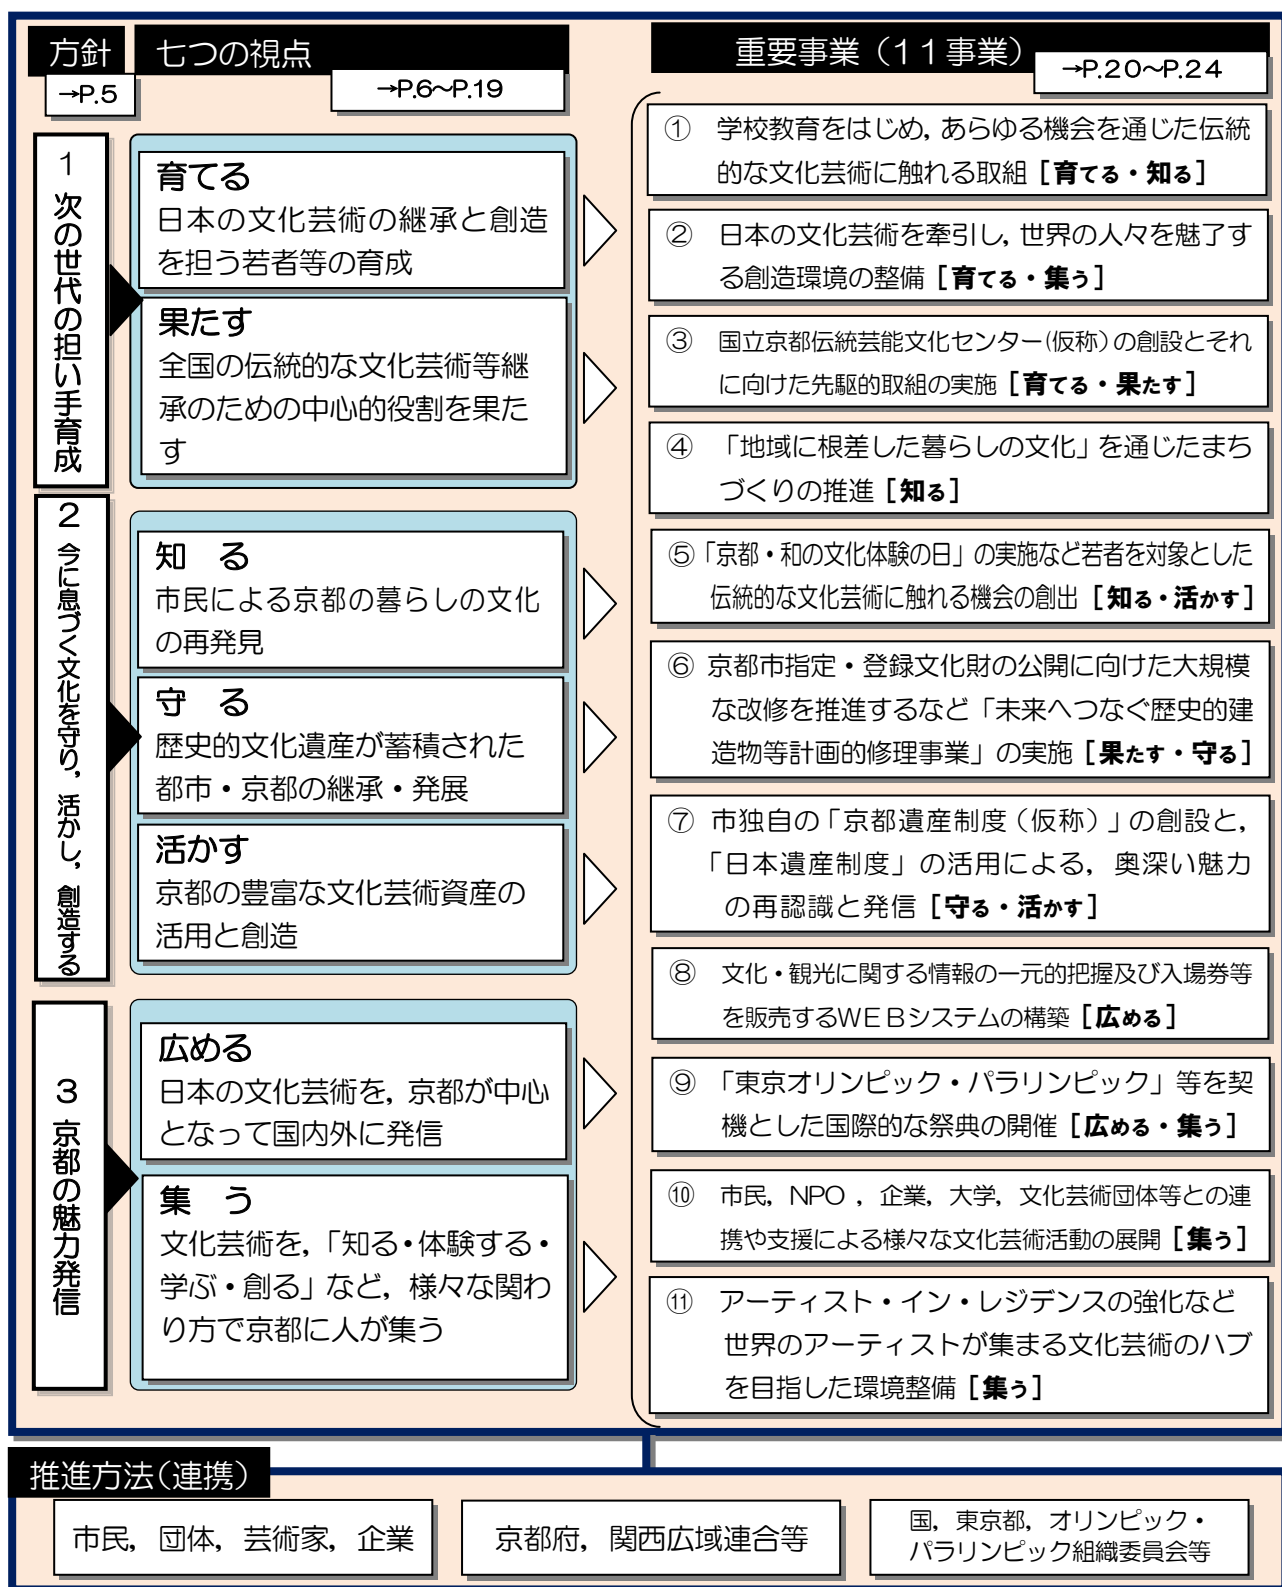 方針
→P.5
七つの視点
→P.6~P.19
重要事業（１１事業）
→P.20~P.24
１ 次の世代の担い手育成
育てる
日本の文化芸術の継承と創造
を担う若者等の育成
果たす
全国の伝統的な文化芸術等継
承のための中心的役割を果た
す
２ 今に息づく文化を守り，活かし，創造する
知　る
市民による京都の暮らしの文化
の再発見
守　る
歴史的文化遺産が蓄積された
都市・京都の継承・発展
活かす
京都の豊富な文化芸術資産の
活用と創造
３ 京都の魅力発信
広める
日本の文化芸術を，京都が中心
となって国内外に発信
集　う
文化芸術を，「知る・体験する・
学ぶ・創る」など，様々な関わ
り方で京都に人が集う
①　学校教育をはじめ，あらゆる機会を通じた伝統
的な文化芸術に触れる取組［育てる・知る］
②　日本の文化芸術を牽引し，世界の人々を魅了す
る創造環境の整備［育てる・集う］
③　国立京都伝統芸能文化センター(仮称)の創設とそれ
に向けた先駆的取組の実施［育てる・果たす］
④　「地域に根差した暮らしの文化」を通じたまち
づくりの推進［知る］
⑤「京都・和の文化体験の日」の実施など若者を対象とした
伝統的な文化芸術に触れる機会の創出［知る・活かす］
⑥ 京都市指定・登録文化財の公開に向けた大規模
な改修を推進するなど「未来へつなぐ歴史的建
造物等計画的修理事業」の実施［果たす・守る］
⑦ 市独自の「京都遺産制度（仮称）」の創設と，
「日本遺産制度」の活用による，奥深い魅力
の再認識と発信［守る・活かす］
⑧　文化・観光に関する情報の一元的把握及び入場券等
を販売するＷＥＢシステムの構築［広める］
⑨　「東京オリンピック・パラリンピック」等を契
機とした国際的な祭典の開催［広める・集う］
⑩　市民，NPO ，企業，大学，文化芸術団体等との連
携や支援による様々な文化芸術活動の展開［集う］
⑪　アーティスト・イン・レジデンスの強化など
世界のアーティストが集まる文化芸術のハブ
を目指した環境整備［集う］
推進方法（連携）
市民，団体，芸術家，企業
京都府，関西広域連合等
国，東京都，オリンピック・
パラリンピック組織委員会等